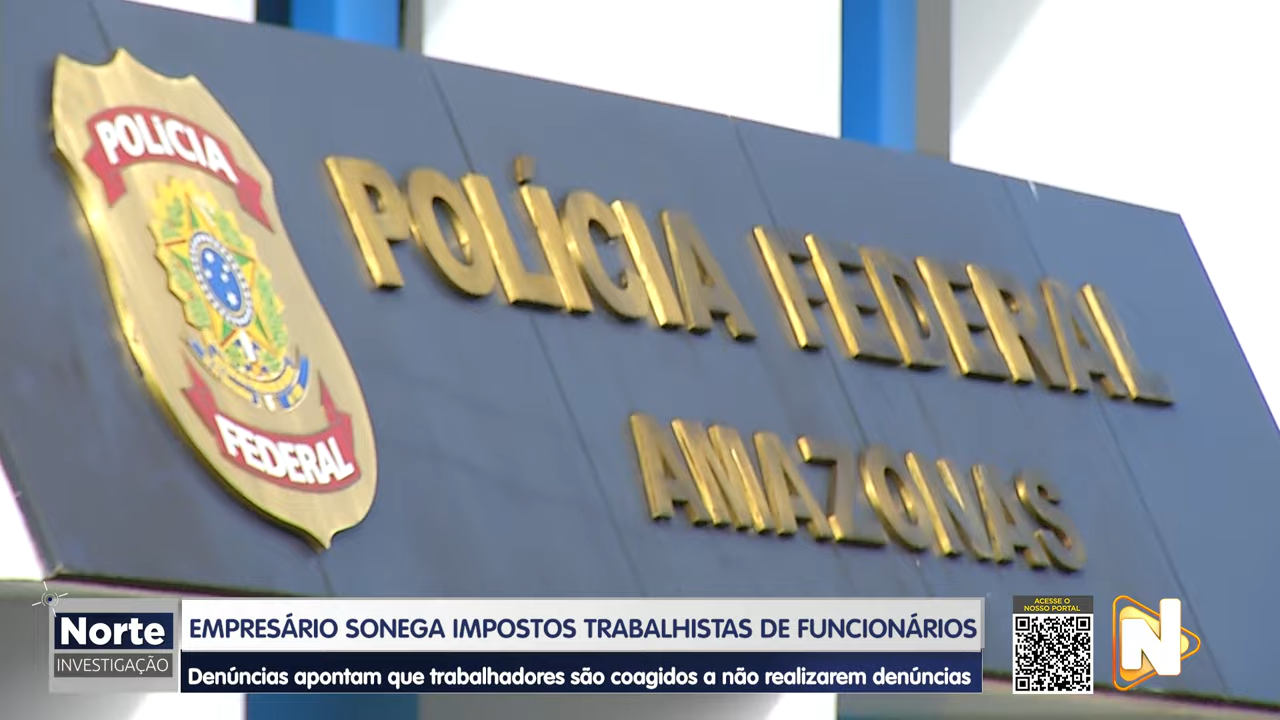 POLÍCIA
FEDERAL
POLÍCIA FEDERAL
AMAZONAS
Norte
INVESTIGAÇÃO
EMPRESÁRIO SONEGA IMPOSTOS TRABALHISTAS DE FUNCIONÁRIOS
Denúncias apontam que trabalhadores são coagidos a não realizarem denúncias
ACESSE O
NOSSO PORTAL
N